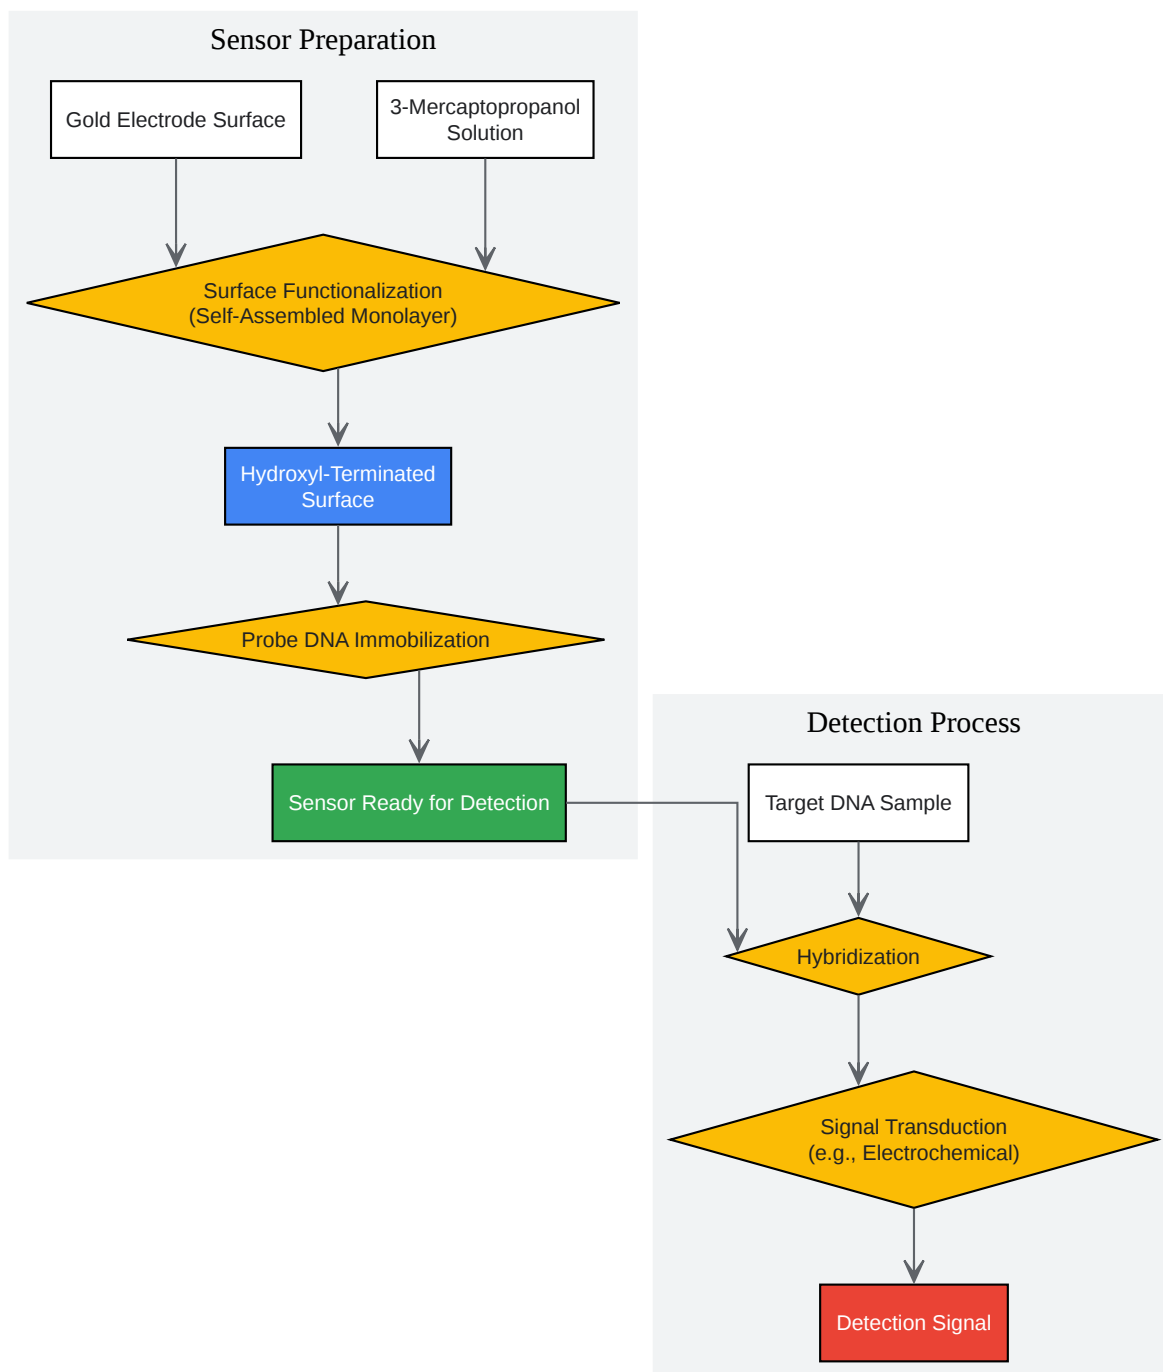 Sensor Preparation
Gold Electrode Surface
3-Mercaptopropanol
Solution
Surface Functionalization
(Self-Assembled Monolayer)
Hydroxyl-Terminated
Surface
Probe DNA Immobilization
Sensor Ready for Detection
Detection Process
Target DNA Sample
Hybridization
Signal Transduction
(e.g., Electrochemical)
Detection Signal